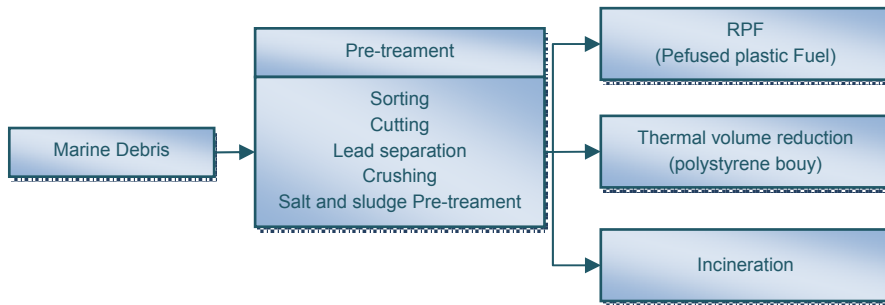 Marine Debris
Pre-treament
Sorting
Cutting
Lead separation
Crushing
Salt and sludge Pre-treament
RPF
(Pefused plastic Fuel)
Thermal volume reduction
(polystyrene bouy)
Incineration